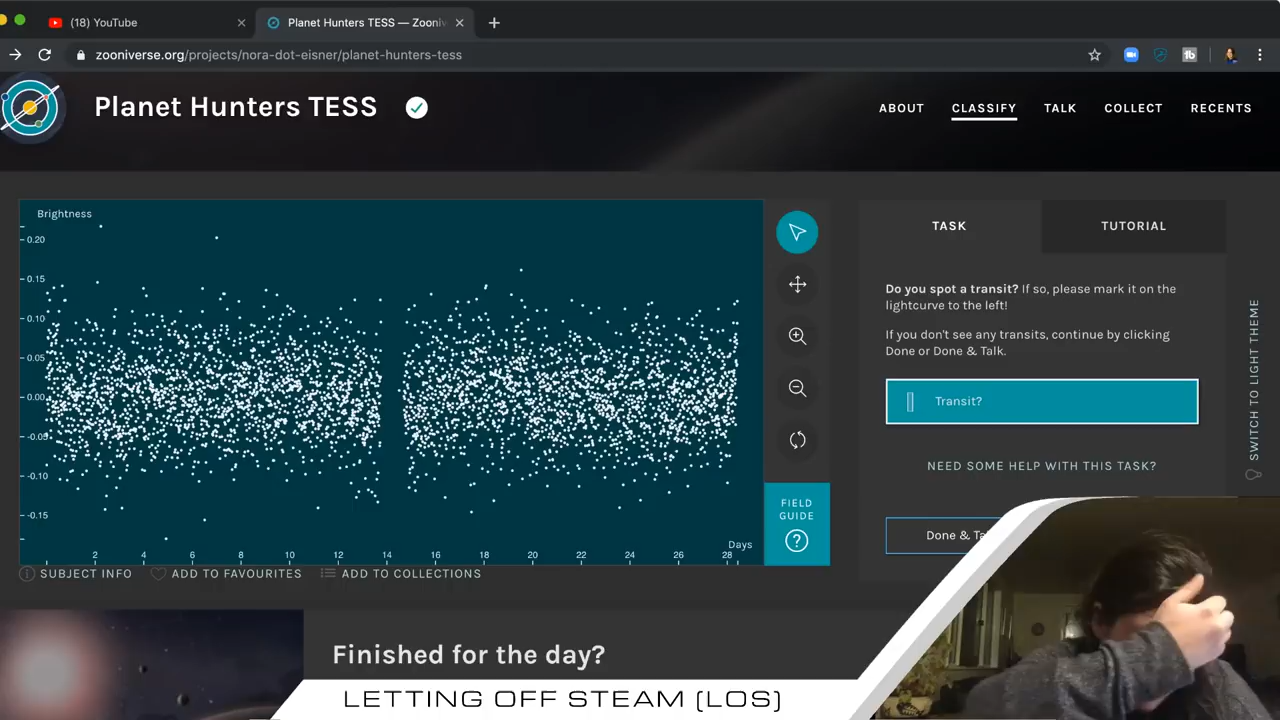 (18) YouTube
Planet Hunters TESS — Zooniv
zooniverse.org/projects/nora-dot-eisner/planet-hunters-tess
Planet Hunters TESS
ABOUT
CLASSIFY
TALK
COLLECT
RECENTS
Brightness
0.20
0.15
0.10
0.05
0.00
-0.05
-0.10
-0.15
2
4
6
8
10
12
14
16
18
20
22
24
26
28
Days
FIELD
GUIDE
?
SUBJECT INFO
ADD TO FAVOURITES
ADD TO COLLECTIONS
TASK
TUTORIAL
Do you spot a transit? If so, please mark it on the
lightcurve to the left!
If you don't see any transits, continue by clicking
Done or Done & Talk.
Transit?
NEED SOME HELP WITH THIS TASK?
Done & Ta
SWITCH TO LIGHT THEME
Finished for the day?
LETTING OFF STEAM (LOS)